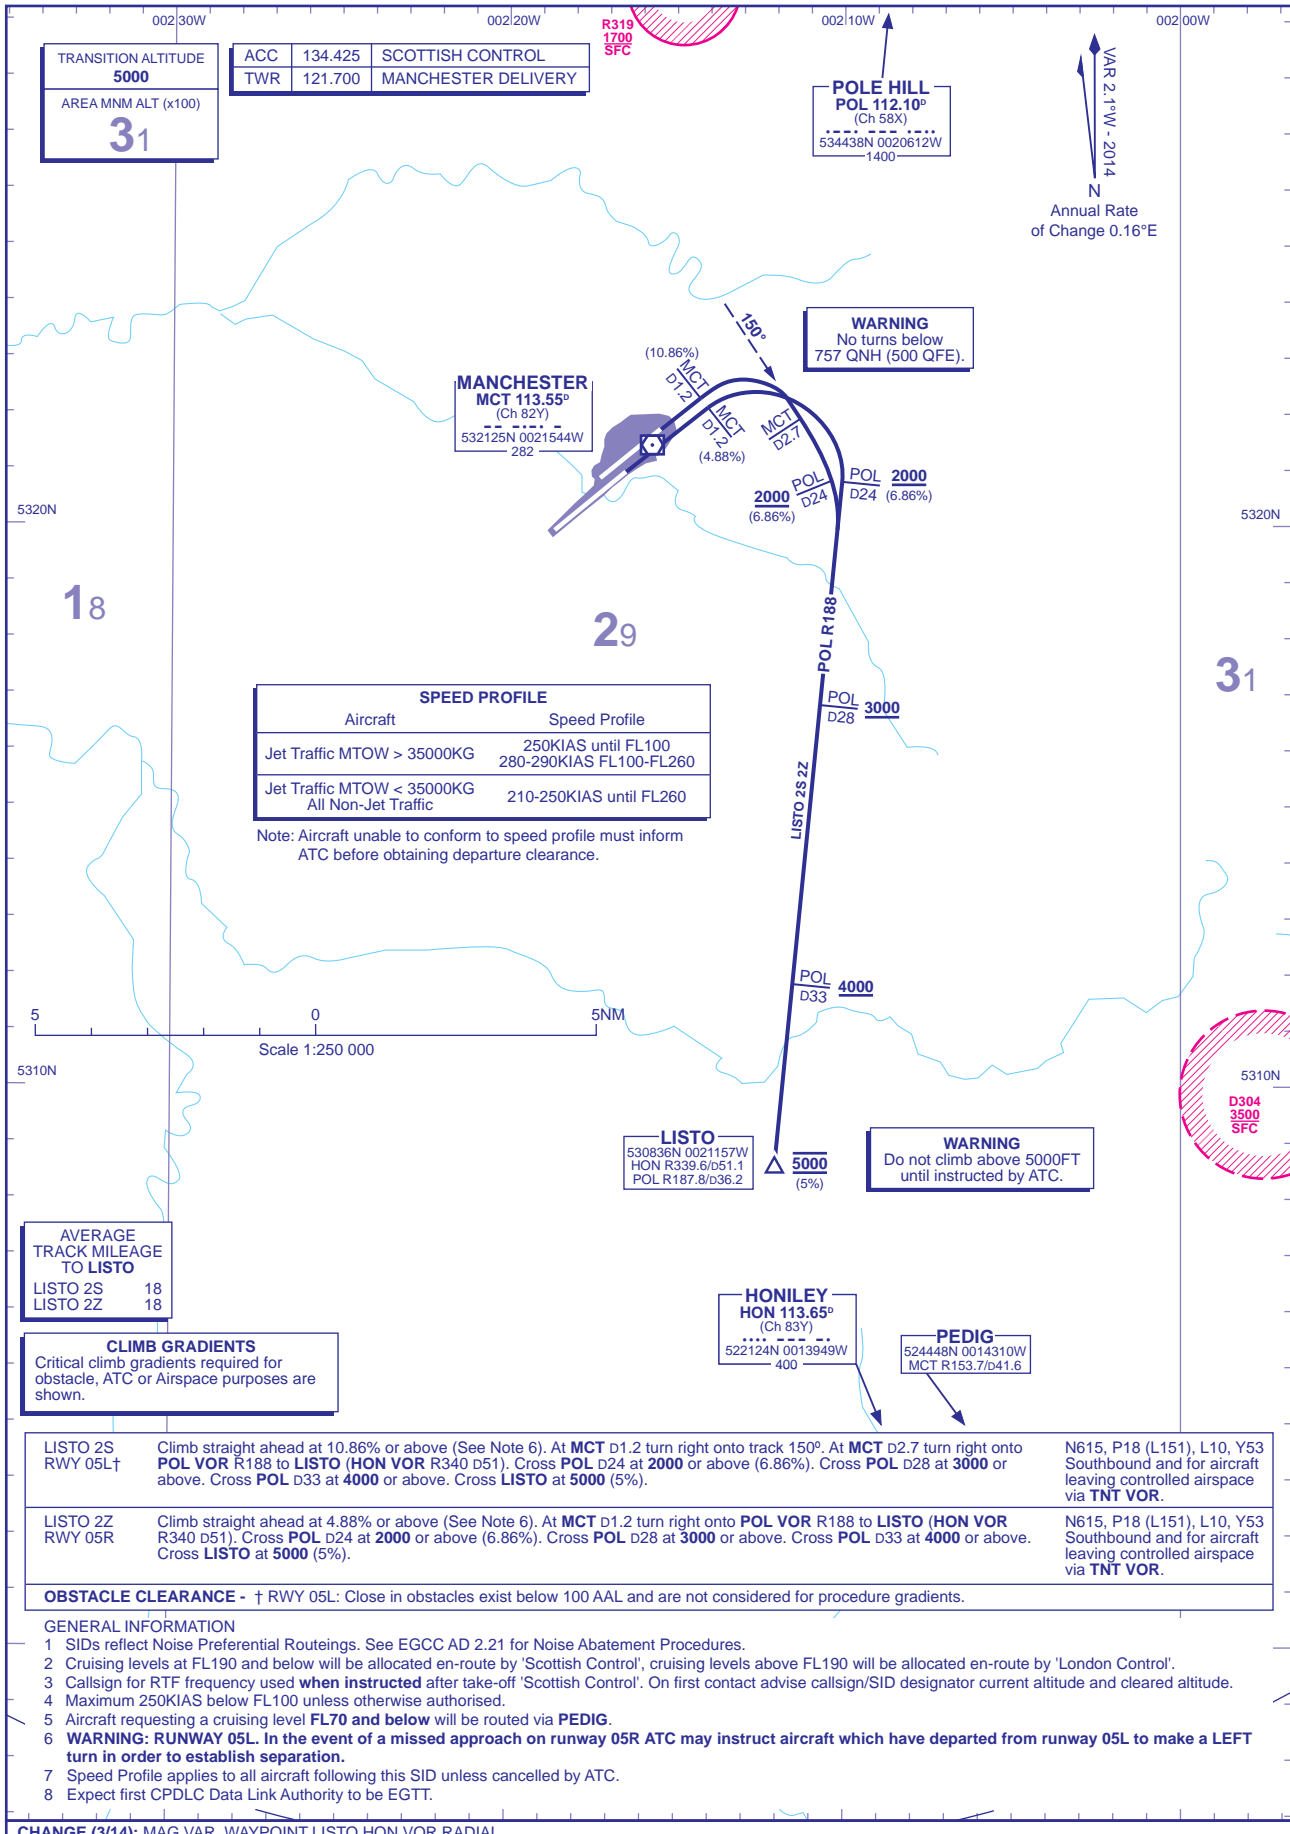 002 30W
002 20W
002 10W
002 00W
R319
1700
SFC
TRANSITION ALTITUDE
5000
AREA MNM ALT (x100)
31
ACC 134.425 SCOTTISH CONTROL
TWR 121.700 MANCHESTER DELIVERY
POLE HILL
POL 112.10D
(Ch 58X)
534438N 0020612W
1400
VAR 2.1°W - 2014
N
Annual Rate
of Change 0.16°E
150°
WARNING
No turns below
757 QNH (500 QFE).
(10.86%)
MCT
D1.2
MCT
D1.2
(4.88%)
MCT
D2.7
MANCHESTER
MCT 113.55D
(Ch 82Y)
532125N 0021544W
282
POL
D24
2000
(6.86%)
POL
D24
2000
(6.86%)
5320N
5320N
18
29
31
POL R188
SPEED PROFILE
Aircraft Speed Profile
Jet Traffic MTOW > 35000KG 250KIAS until FL100
280-290KIAS FL100-FL260
Jet Traffic MTOW < 35000KG
All Non-Jet Traffic 210-250KIAS until FL260
Note: Aircraft unable to conform to speed profile must inform
ATC before obtaining departure clearance.
POL
D28
3000
LISTO 2S 2Z
POL
D33
4000
5 0 5NM
Scale 1:250 000
5310N
5310N
D304
3500
SFC
LISTO
530836N 0021157W
HON R339.6/D51.1
POL R187.8/D36.2
5000
(5%)
WARNING
Do not climb above 5000FT
until instructed by ATC.
AVERAGE
TRACK MILEAGE
TO LISTO
LISTO 2S 18
LISTO 2Z 18
HONILEY
HON 113.65D
(Ch 83Y)
522124N 0013949W
400
PEDIG
524448N 0014310W
MCT R153.7/D41.6
CLIMB GRADIENTS
Critical climb gradients required for
obstacle, ATC or Airspace purposes are
shown.
LISTO 2S
RWY 05L†
Climb straight ahead at 10.86% or above (See Note 6). At MCT D1.2 turn right onto track 150º. At MCT D2.7 turn right onto
POL VOR R188 to LISTO (HON VOR R340 D51). Cross POL D24 at 2000 or above (6.86%). Cross POL D28 at 3000 or
above. Cross POL D33 at 4000 or above. Cross LISTO at 5000 (5%).
N615, P18 (L151), L10, Y53
Southbound and for aircraft
leaving controlled airspace
via TNT VOR.
LISTO 2Z
RWY 05R
Climb straight ahead at 4.88% or above (See Note 6). At MCT D1.2 turn right onto POL VOR R188 to LISTO (HON VOR
R340 D51). Cross POL D24 at 2000 or above (6.86%). Cross POL D28 at 3000 or above. Cross POL D33 at 4000 or above.
Cross LISTO at 5000 (5%).
N615, P18 (L151), L10, Y53
Southbound and for aircraft
leaving controlled airspace
via TNT VOR.
OBSTACLE CLEARANCE - † RWY 05L: Close in obstacles exist below 100 AAL and are not considered for procedure gradients.
GENERAL INFORMATION
1 SIDs reflect Noise Preferential Routeings. See EGCC AD 2.21 for Noise Abatement Procedures.
2 Cruising levels at FL190 and below will be allocated en-route by 'Scottish Control', cruising levels above FL190 will be allocated en-route by 'London Control'.
3 Callsign for RTF frequency used when instructed after take-off 'Scottish Control'. On first contact advise callsign/SID designator current altitude and cleared altitude.
4 Maximum 250KIAS below FL100 unless otherwise authorised.
5 Aircraft requesting a cruising level FL70 and below will be routed via PEDIG.
6 WARNING: RUNWAY 05L. In the event of a missed approach on runway 05R ATC may instruct aircraft which have departed from runway 05L to make a LEFT
turn in order to establish separation.
7 Speed Profile applies to all aircraft following this SID unless cancelled by ATC.
8 Expect first CPDLC Data Link Authority to be EGTT.
CHANGE (3/14): MAG VAR. WAYPOINT LISTO HON VOR RADIAL